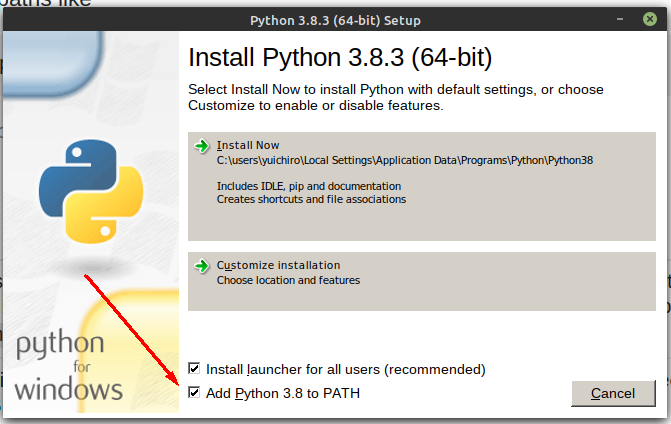 paths like
Python 3.8.3 (64-bit) Setup
Install Python 3.8.3 (64-bit)
Select Install Now to install Python with default settings, or choose
Customize to enable or disable features.
Install Now
C:\users\yuichiro\Local Settings\Application Data\Programs\Python\Python38
Includes IDLE, pip and documentation
Creates shortcuts and file associations
Customize installation
Choose location and features
python
for
windows
Install launcher for all users (recommended)
Add Python 3.8 to PATH
Cancel